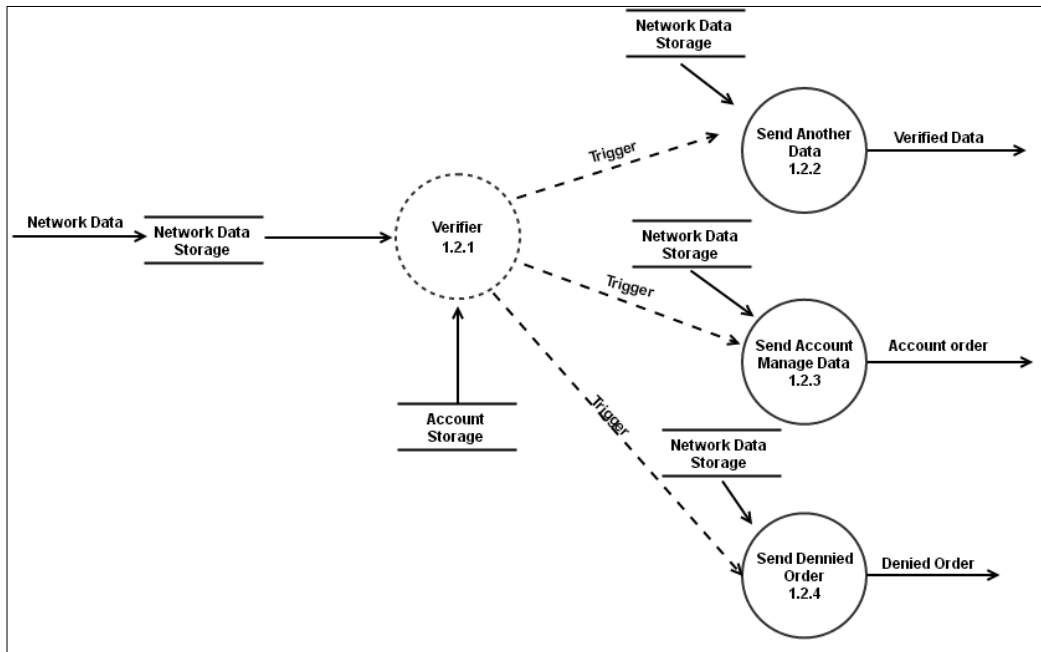 Network Data
Storage
Send Another
Data
1.2.2
Verified Data
Trigger
Network Data
Network Data
Storage
Verifier
1.2.1
Network Data
Storage
Trigger
Send Account
Manage Data
1.2.3
Account order
Account
Storage
Trigger
Network Data
Storage
Send Dennied
Order
1.2.4
Denied Order